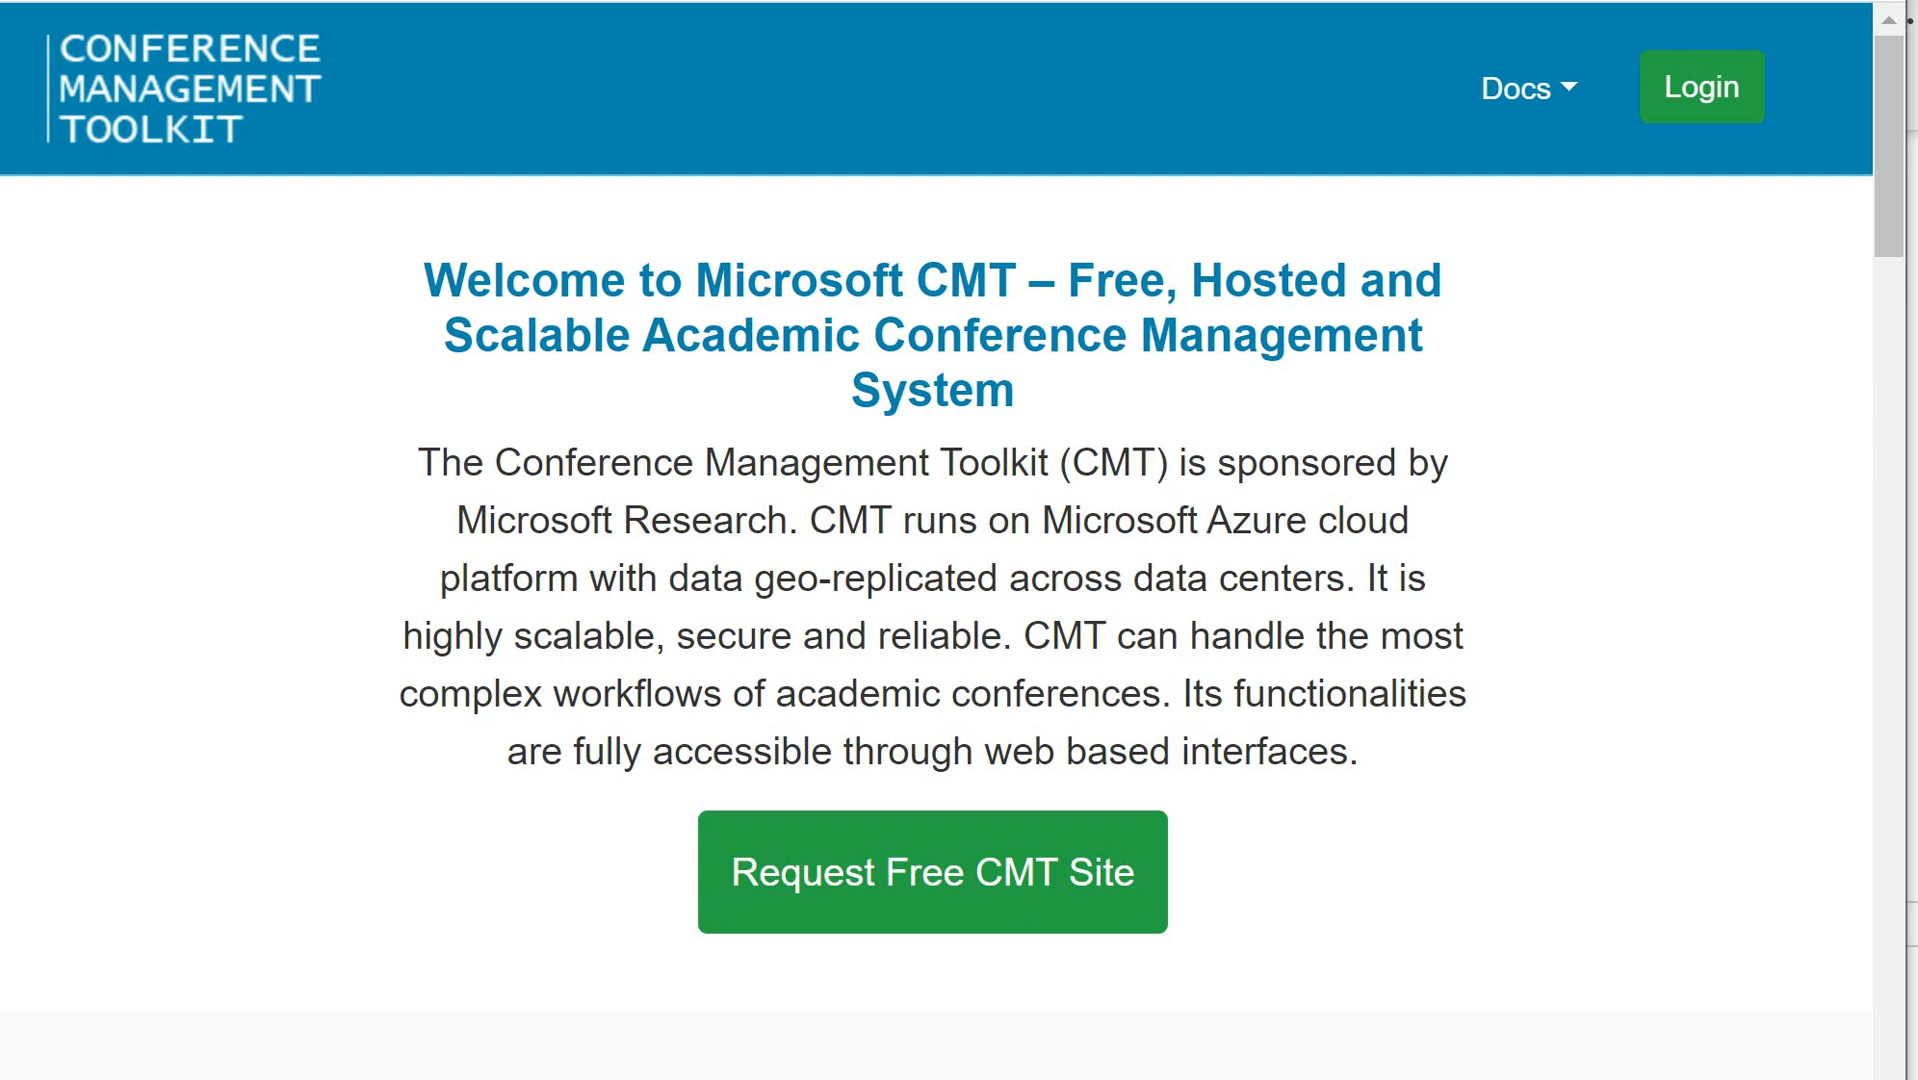 CONFERENCE
MANAGEMENT
TOOLKIT
Docs
Login
Welcome to Microsoft CMT – Free, Hosted and
Scalable Academic Conference Management
System
The Conference Management Toolkit (CMT) is sponsored by
Microsoft Research. CMT runs on Microsoft Azure cloud
platform with data geo-replicated across data centers. It is
highly scalable, secure and reliable. CMT can handle the most
complex workflows of academic conferences. Its functionalities
are fully accessible through web based interfaces.
Request Free CMT Site